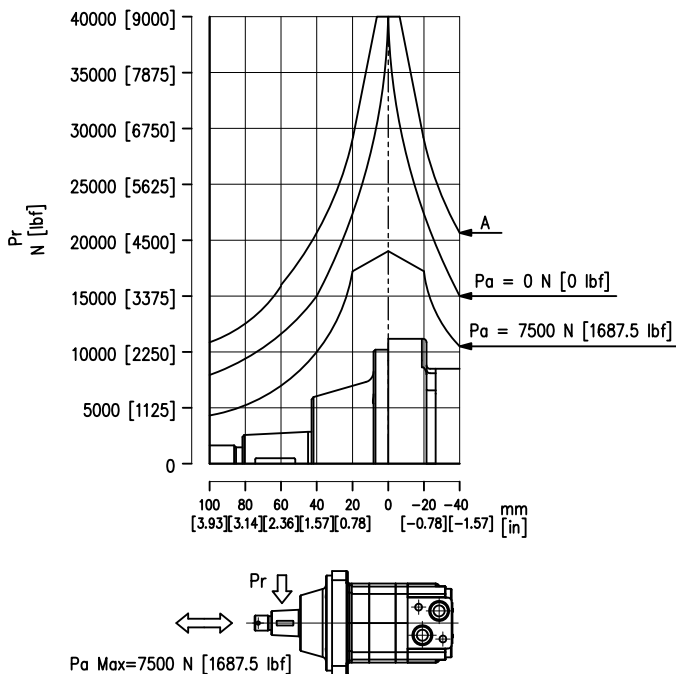 40000 [9000]
35000 [7875]
30000 [6750]
25000 [5625]
20000 [4500]
15000 [3375]
10000 [2250]
5000 [1125]
0
Pr
N [lbf]
A
Pa = 0 N [0 lbf]
Pa = 7500 N [1687.5 lbf]
100 80 60 40 20 0 -20 -40 mm
[3.93] [3.14] [2.36] [1.57] [0.78] [-0.78] [-1.57] [in]
Pr
Pa Max=7500 N [1687.5 lbf]